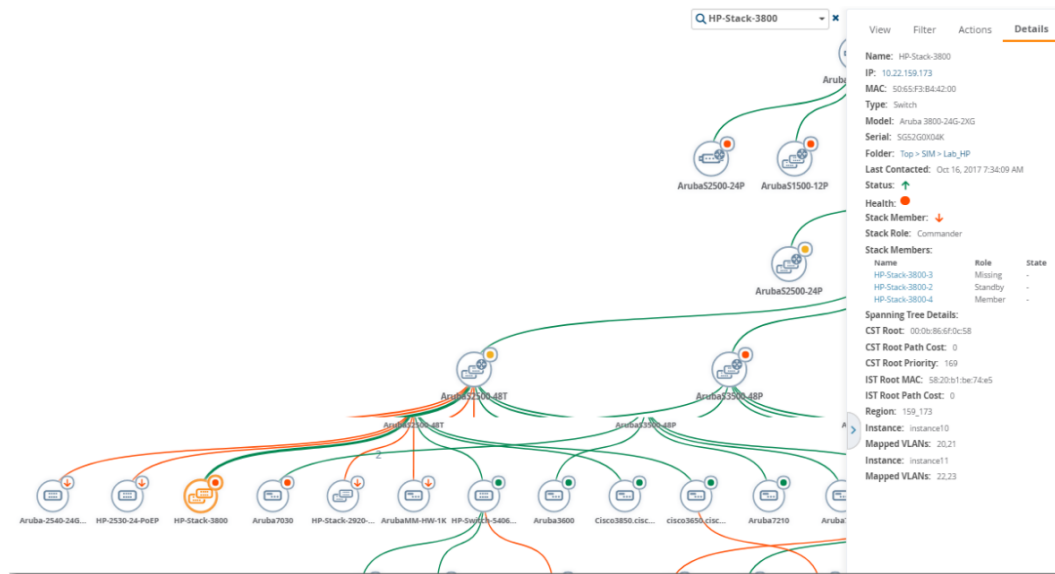 HP-Stack-3800
View Filter Actions Details
Name: HP-Stack-3800
IP: 10.22.159.173
MAC: 50:65:F3:B4:42:00
Type: Switch
Model: Aruba 3800-24G-2XG
Serial: SG52G0X04K
Folder: Top > SIM > Lab_HP
Last Contacted: Oct 16, 2017 7:34:09 AM
Status:
Health:
Stack Member:
Stack Role: Commander
Stack Members:
Name Role State
HP-Stack-3800-3 Missing -
HP-Stack-3800-2 Standby -
HP-Stack-3800-4 Member -
Spanning Tree Details:
CST Root: 00:0b:86:6f:0c:58
CST Root Path Cost: 0
CST Root Priority: 169
IST Root MAC: 58:20:b1:be:74:e5
IST Root Path Cost: 0
Region: 159_173
Instance: instance10
Mapped VLANs: 20,21
Instance: instance11
Mapped VLANs: 22,23
Aruba
ArubaS2500-24P ArubaS1500-12P
ArubaS2500-24P
ArubaS2500-48T ArubaS3500-48P
ArubaS2500-48T ArubaS3500-48P A
2
Aruba-2540-24G... HP-2530-24-PoEP HP-Stack-3800 Aruba7030 HP-Stack-2920-... ArubaMM-HW-1K HP-Switch-5406... Aruba3600 Cisco3850.cisc... cisco3650.cisc... Aruba7210 Aruba